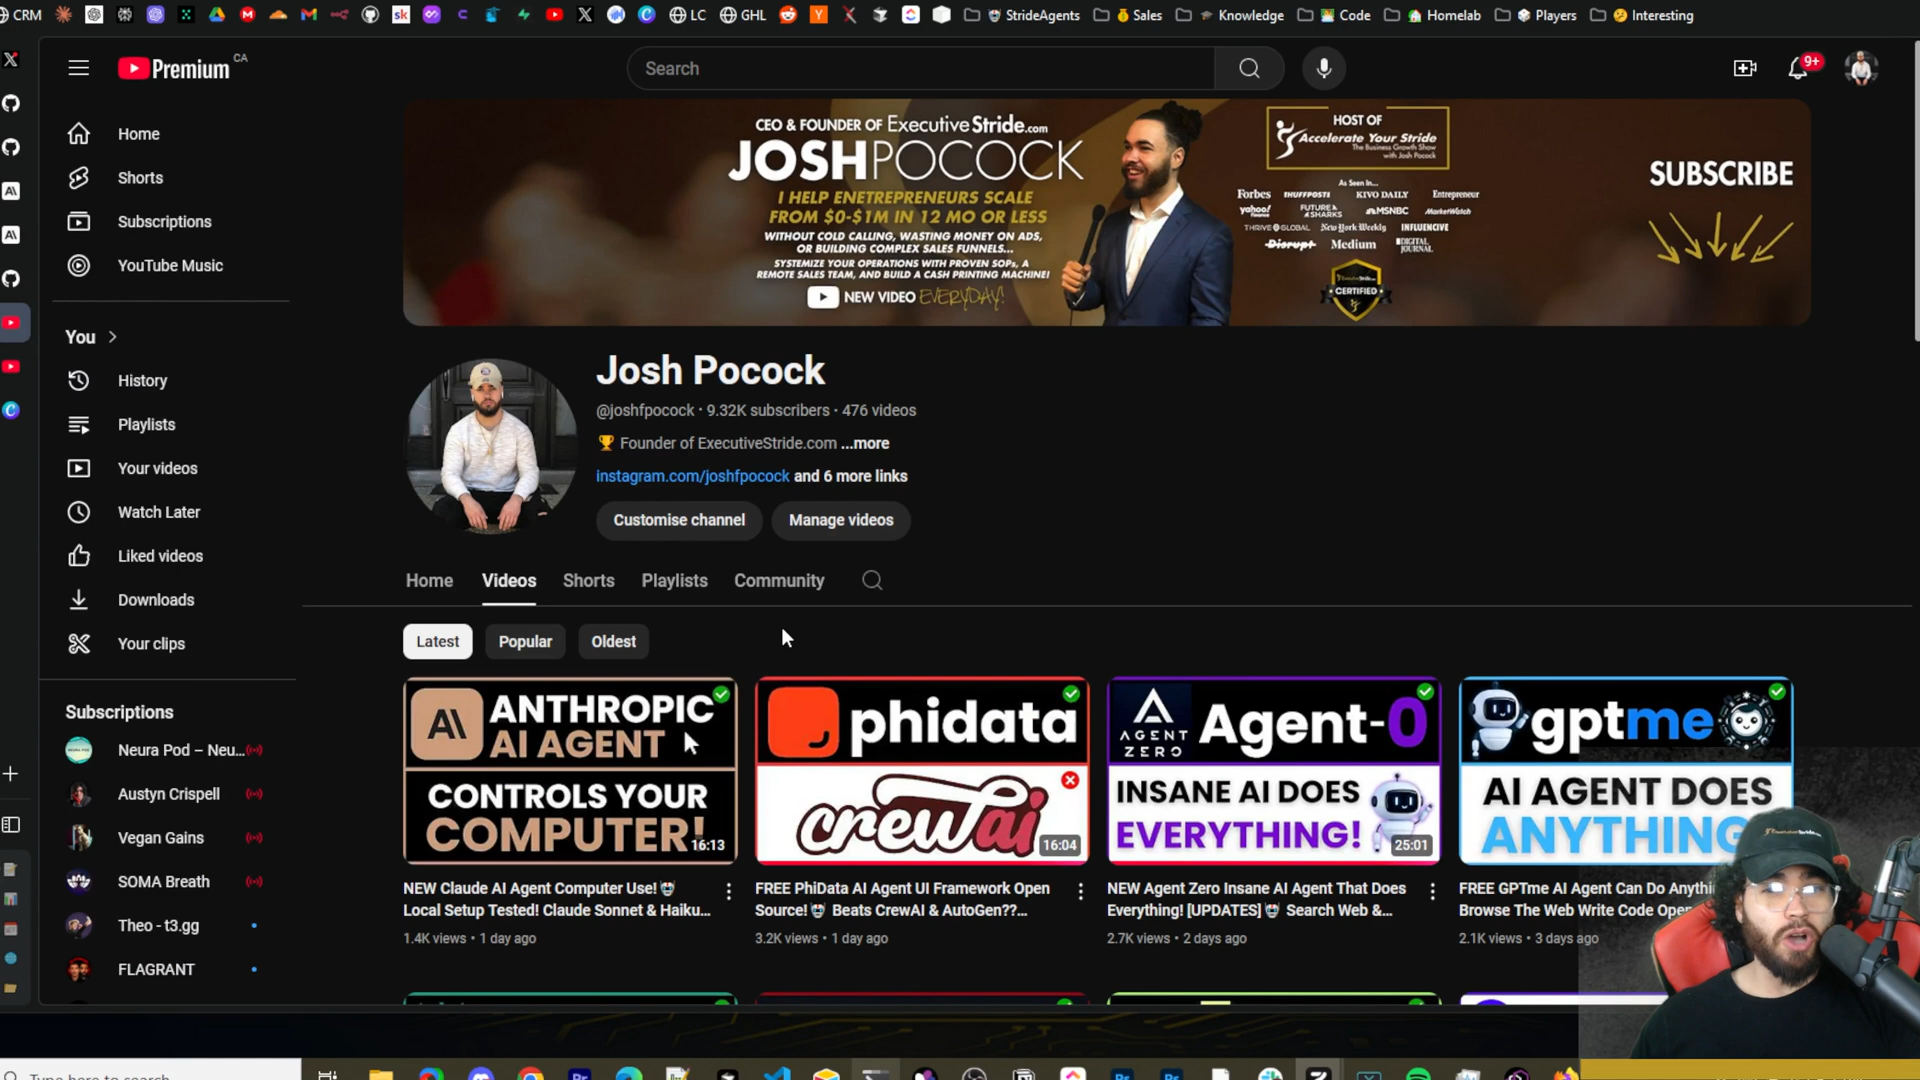 CRM
LC
GHL
StrideAgents
Sales
Knowledge
Code
Homelab
Players
Interesting
Premium CA
Search
9+
Home
Shorts
Subscriptions
YouTube Music
You
History
Playlists
Your videos
Watch Later
Liked videos
Downloads
Your clips
Subscriptions
Neura Pod – Neu...
Austyn Crispell
Vegan Gains
SOMA Breath
Theo - t3.gg
FLAGRANT
CEO & FOUNDER OF ExecutiveStride.com
JOSHPOCOCK
I HELP ENETREPRENEURS SCALE
FROM $0-$1M IN 12 MO OR LESS
WITHOUT COLD CALLING, WASTING MONEY ON ADS,
OR BUILDING COMPLEX SALES FUNNELS...
SYSTEMIZE YOUR OPERATIONS WITH PROVEN SOPs, A
REMOTE SALES TEAM, AND BUILD A CASH PRINTING MACHINE!
NEW VIDEO EVERYDAY!
HOST OF
Accelerate Your Stride
The Business Growth Show
with Josh Pocock
As Seen In...
Forbes HUFFPOST KIVO DAILY Entrepreneur
yahoo! finance FUTURE SHARKS MSNBC MarketWatch
THRIVE GLOBAL New York Weekly INFLUENCIVE
Disrupt Medium DIGITAL JOURNAL
CERTIFIED
SUBSCRIBE
Josh Pocock
@joshfpocock • 9.32K subscribers • 476 videos
Founder of ExecutiveStride.com ...more
instagram.com/joshfpocock and 6 more links
Customise channel
Manage videos
Home
Videos
Shorts
Playlists
Community
Latest
Popular
Oldest
ANTHROPIC
AI AGENT
CONTROLS YOUR
COMPUTER!
16:13
NEW Claude AI Agent Computer Use!
Local Setup Tested! Claude Sonnet & Haiku...
1.4K views • 1 day ago
phidata
crewai
16:04
FREE PhiData AI Agent UI Framework Open
Source! Beats CrewAI & AutoGen??...
3.2K views • 1 day ago
AGENT ZERO
Agent-0
INSANE AI DOES
EVERYTHING!
25:01
NEW Agent Zero Insane AI Agent That Does
Everything! [UPDATES] Search Web &...
2.7K views • 2 days ago
gptme
AI AGENT DOES
ANYTHING
FREE GPTme AI Agent Can Do Anythi
Browse The Web Write Code Oper
2.1K views • 3 days ago
Type here to search